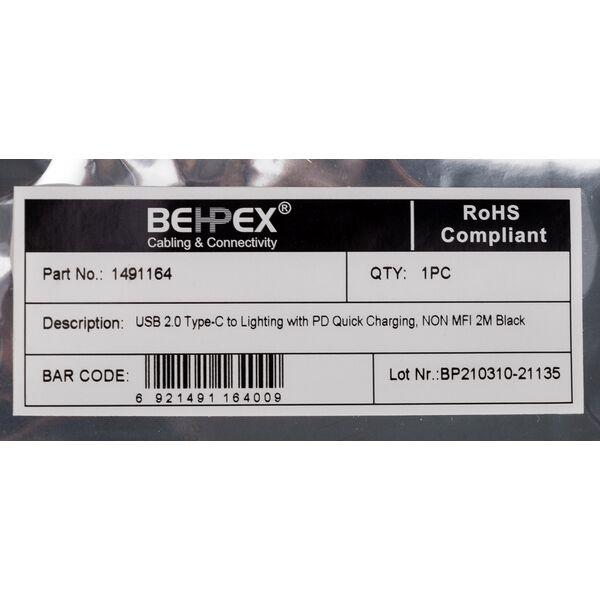 BEHPEX®
Cabling & Connectivity
RoHS
Compliant
Part No.: 1491164
QTY: 1PC
Description: USB 2.0 Type-C to Lighting with PD Quick Charging, NON MFI 2M Black
BAR CODE:
6 921491 164009
Lot Nr.:BP210310-21135